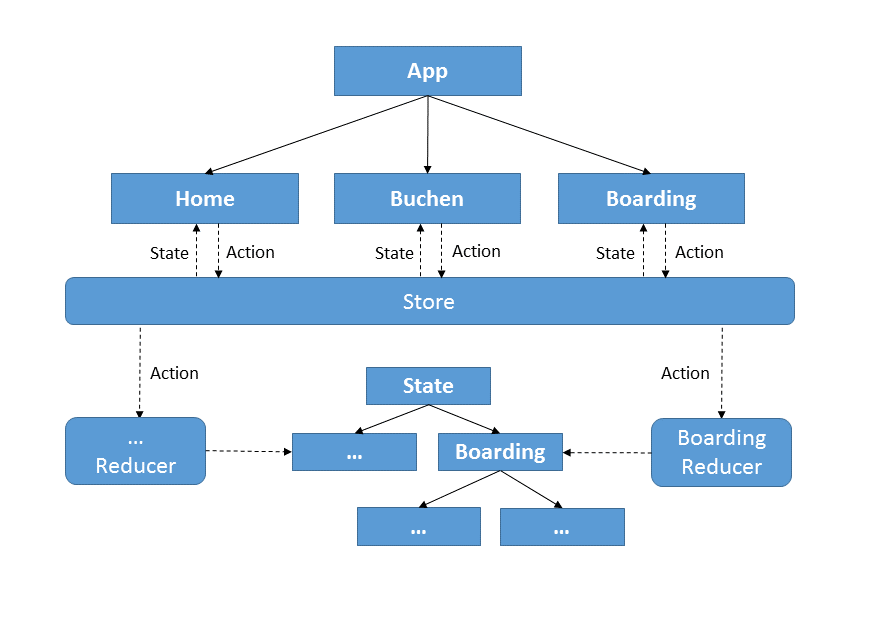 App
Home
Buchen
Boarding
State
Action
State
Action
State
Action
Store
Action
Action
State
...
Reducer
...
Boarding
Boarding
Reducer
...
...